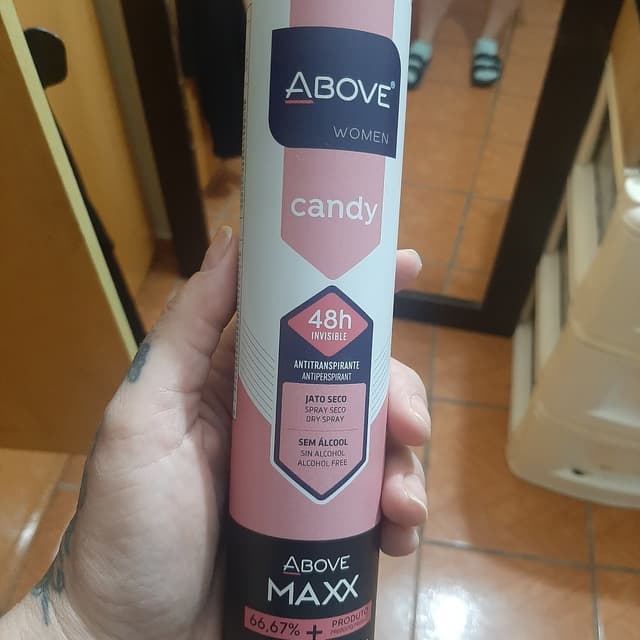 ABOVE®
WOMEN
candy
48h
INVISIBLE
ANTITRANSPIRANTE
ANTIPERSPIRANT
JATO SECO
SPRAY SECO
DRY SPRAY
SEM ÁLCOOL
SIN ALCOHOL
ALCOHOL FREE
ABOVE
MAXX
66,67% + PRODUTO